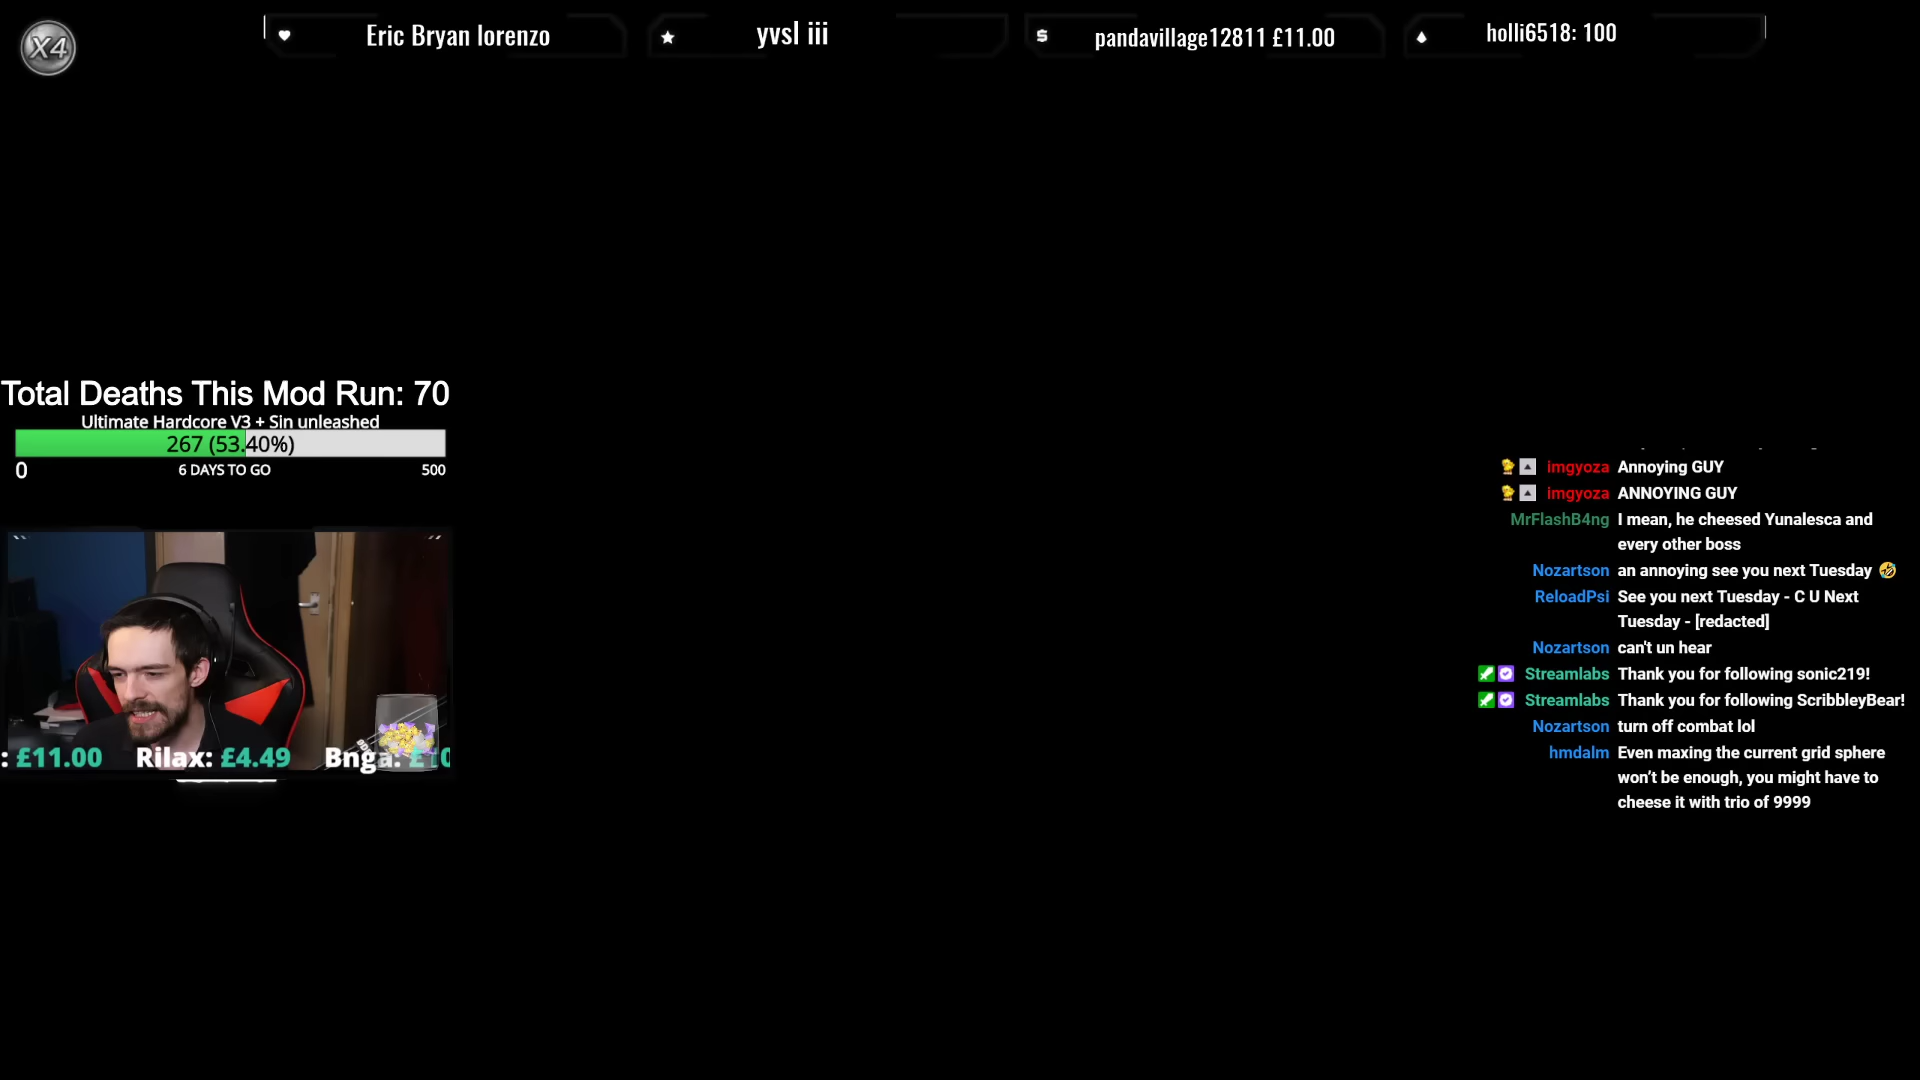 X4
Eric Bryan lorenzo
yvsl iii
pandavillage12811 £11.00
holli6518: 100
Total Deaths This Mod Run: 70
Ultimate Hardcore V3 + Sin unleashed
267 (53.40%)
0
6 DAYS TO GO
500
: £11.00 Rilax: £4.49 Bnga:
imgyoza Annoying GUY
imgyoza ANNOYING GUY
MrFlashB4ng I mean, he cheesed Yunalesca and
every other boss
Nozartson an annoying see you next Tuesday 🤣
ReloadPsi See you next Tuesday - C U Next
Tuesday - [redacted]
Nozartson can't un hear
Streamlabs Thank you for following sonic219!
Streamlabs Thank you for following ScribbleyBear!
Nozartson turn off combat lol
hmdalm Even maxing the current grid sphere
won't be enough, you might have to
cheese it with trio of 9999